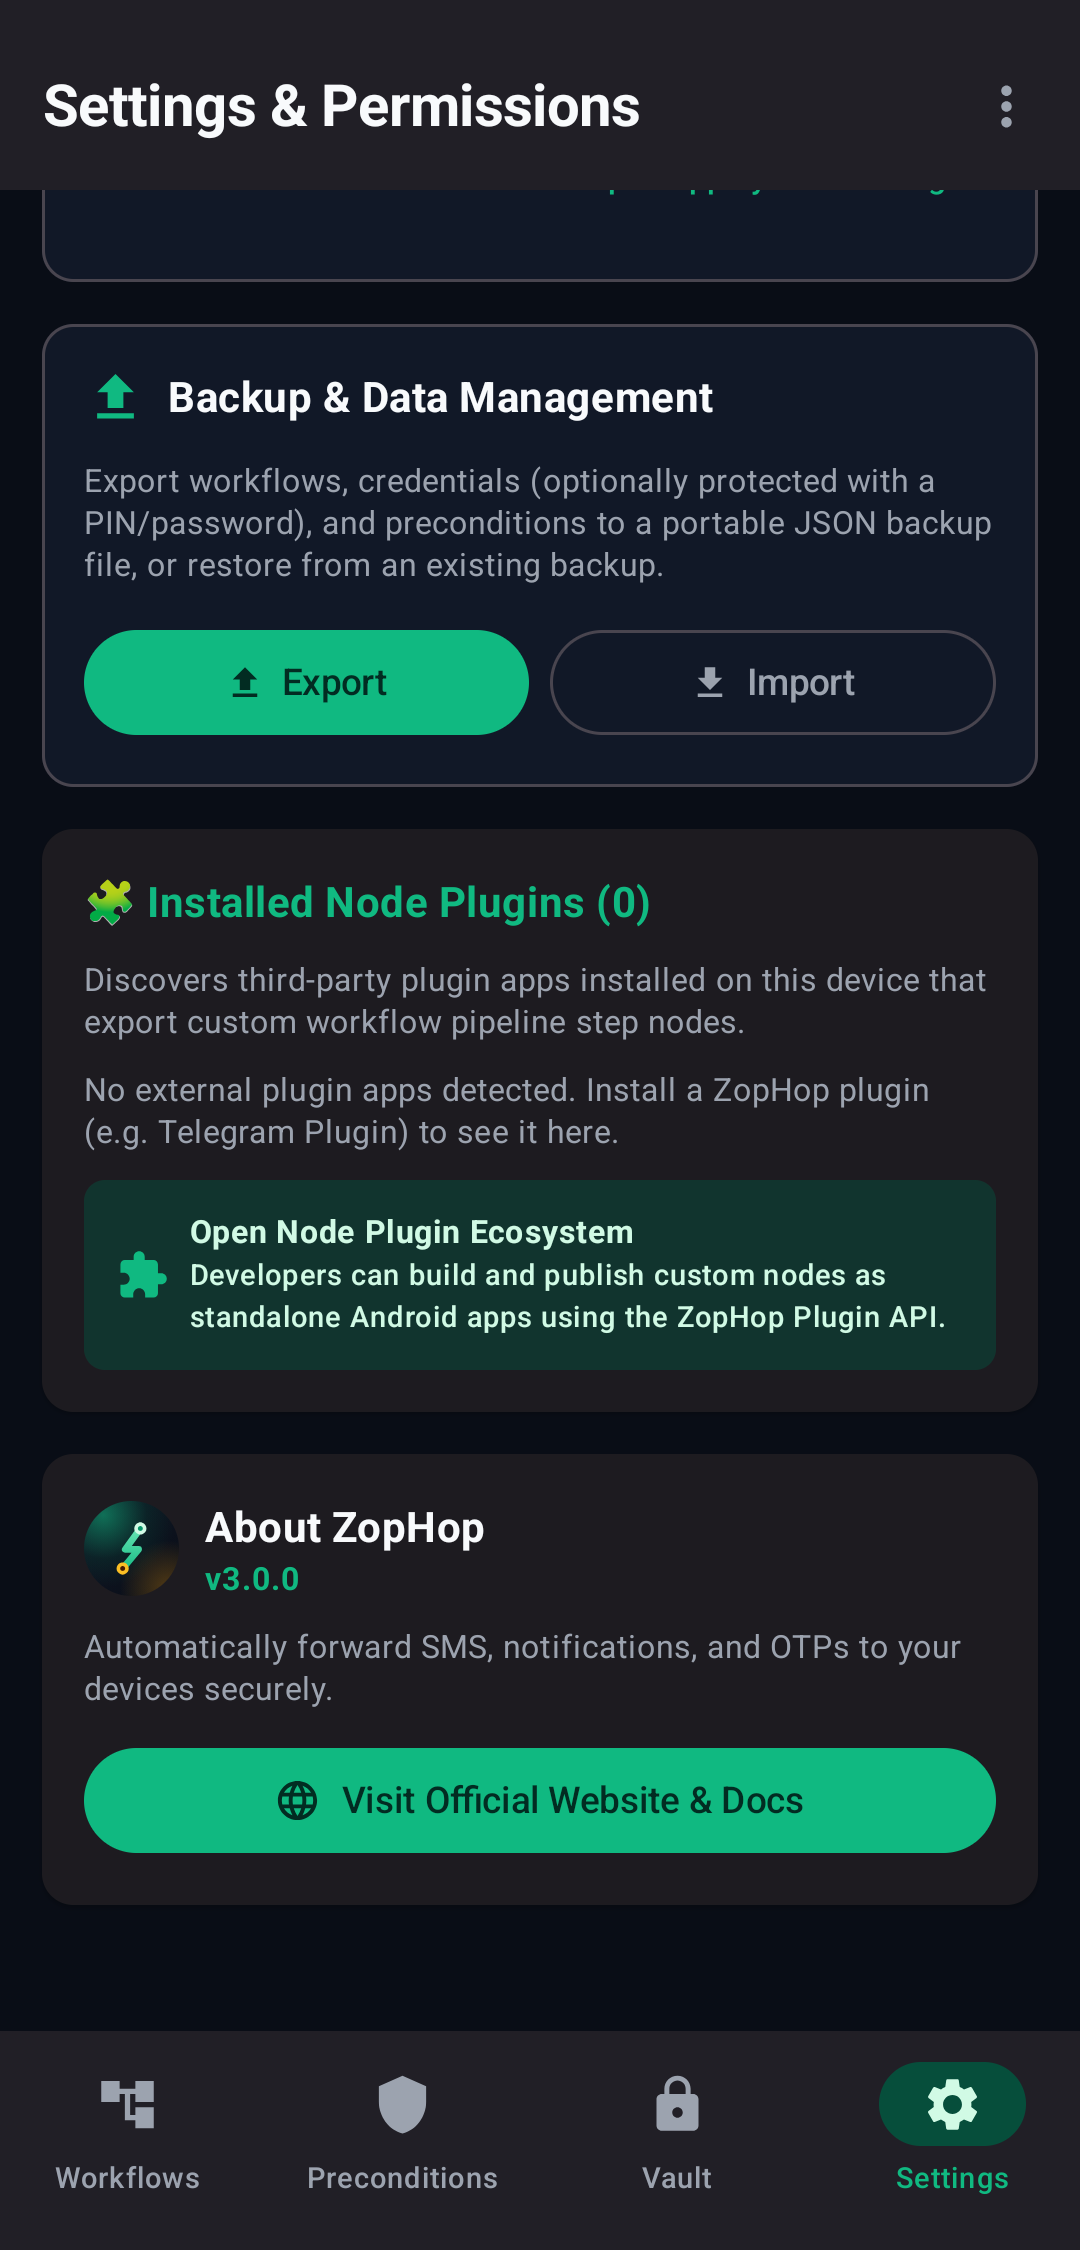 Settings & Permissions
Backup & Data Management
Export workflows, credentials (optionally protected with a
PIN/password), and preconditions to a portable JSON backup
file, or restore from an existing backup.
Export
Import
Installed Node Plugins (0)
Discovers third-party plugin apps installed on this device that
export custom workflow pipeline step nodes.
No external plugin apps detected. Install a ZopHop plugin
(e.g. Telegram Plugin) to see it here.
Open Node Plugin Ecosystem
Developers can build and publish custom nodes as
standalone Android apps using the ZopHop Plugin API.
About ZopHop
v3.0.0
Automatically forward SMS, notifications, and OTPs to your
devices securely.
Visit Official Website & Docs
Workflows
Preconditions
Vault
Settings